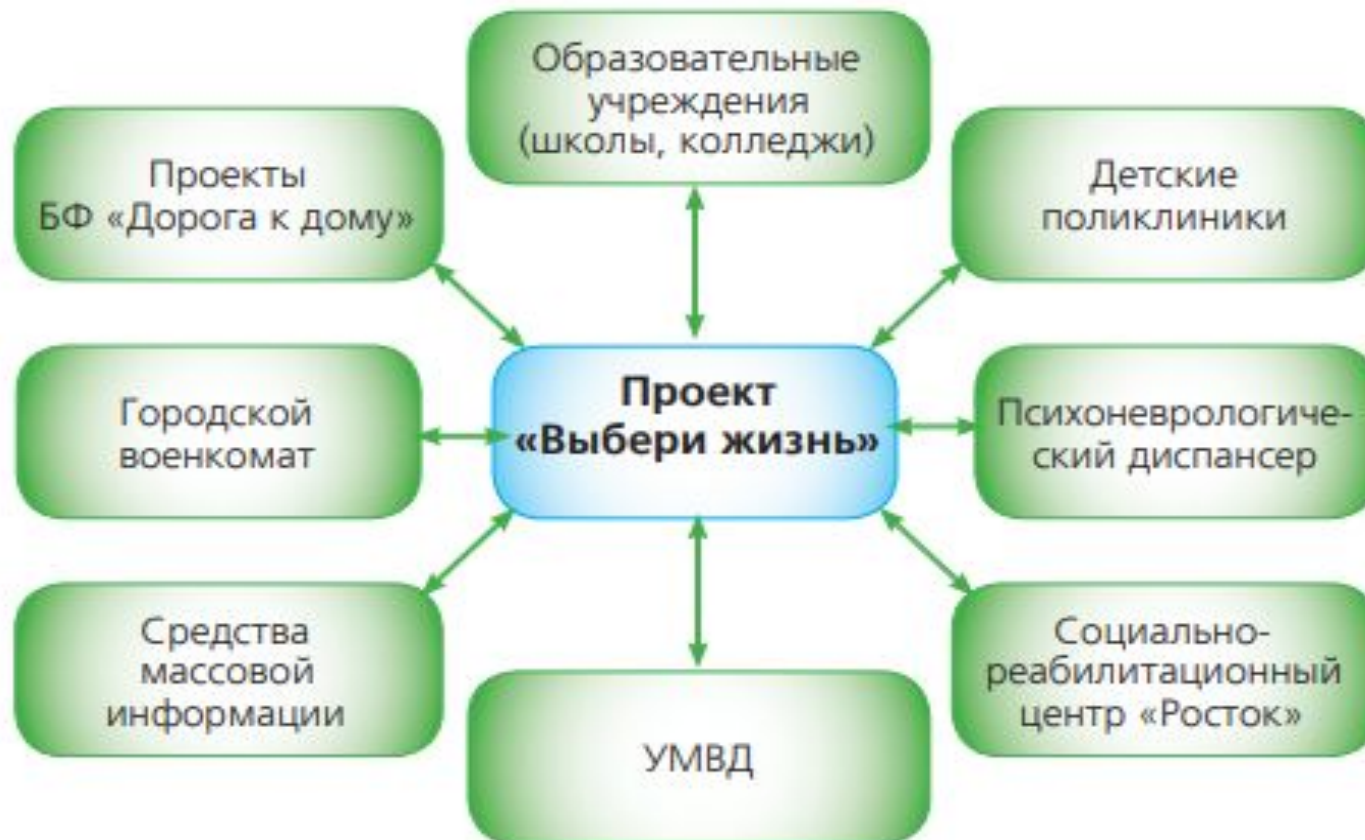 Образовательные
учреждения
(школы, колледжи)
Проекты
БФ «Дорога к дому»
Детские
поликлиники
Городской
военкомат
Проект
«Выбери жизнь»
Психоневрологиче-
ский диспансер
Средства
массовой
информации
УМВД
Социально-
реабилитационный
центр «Росток»